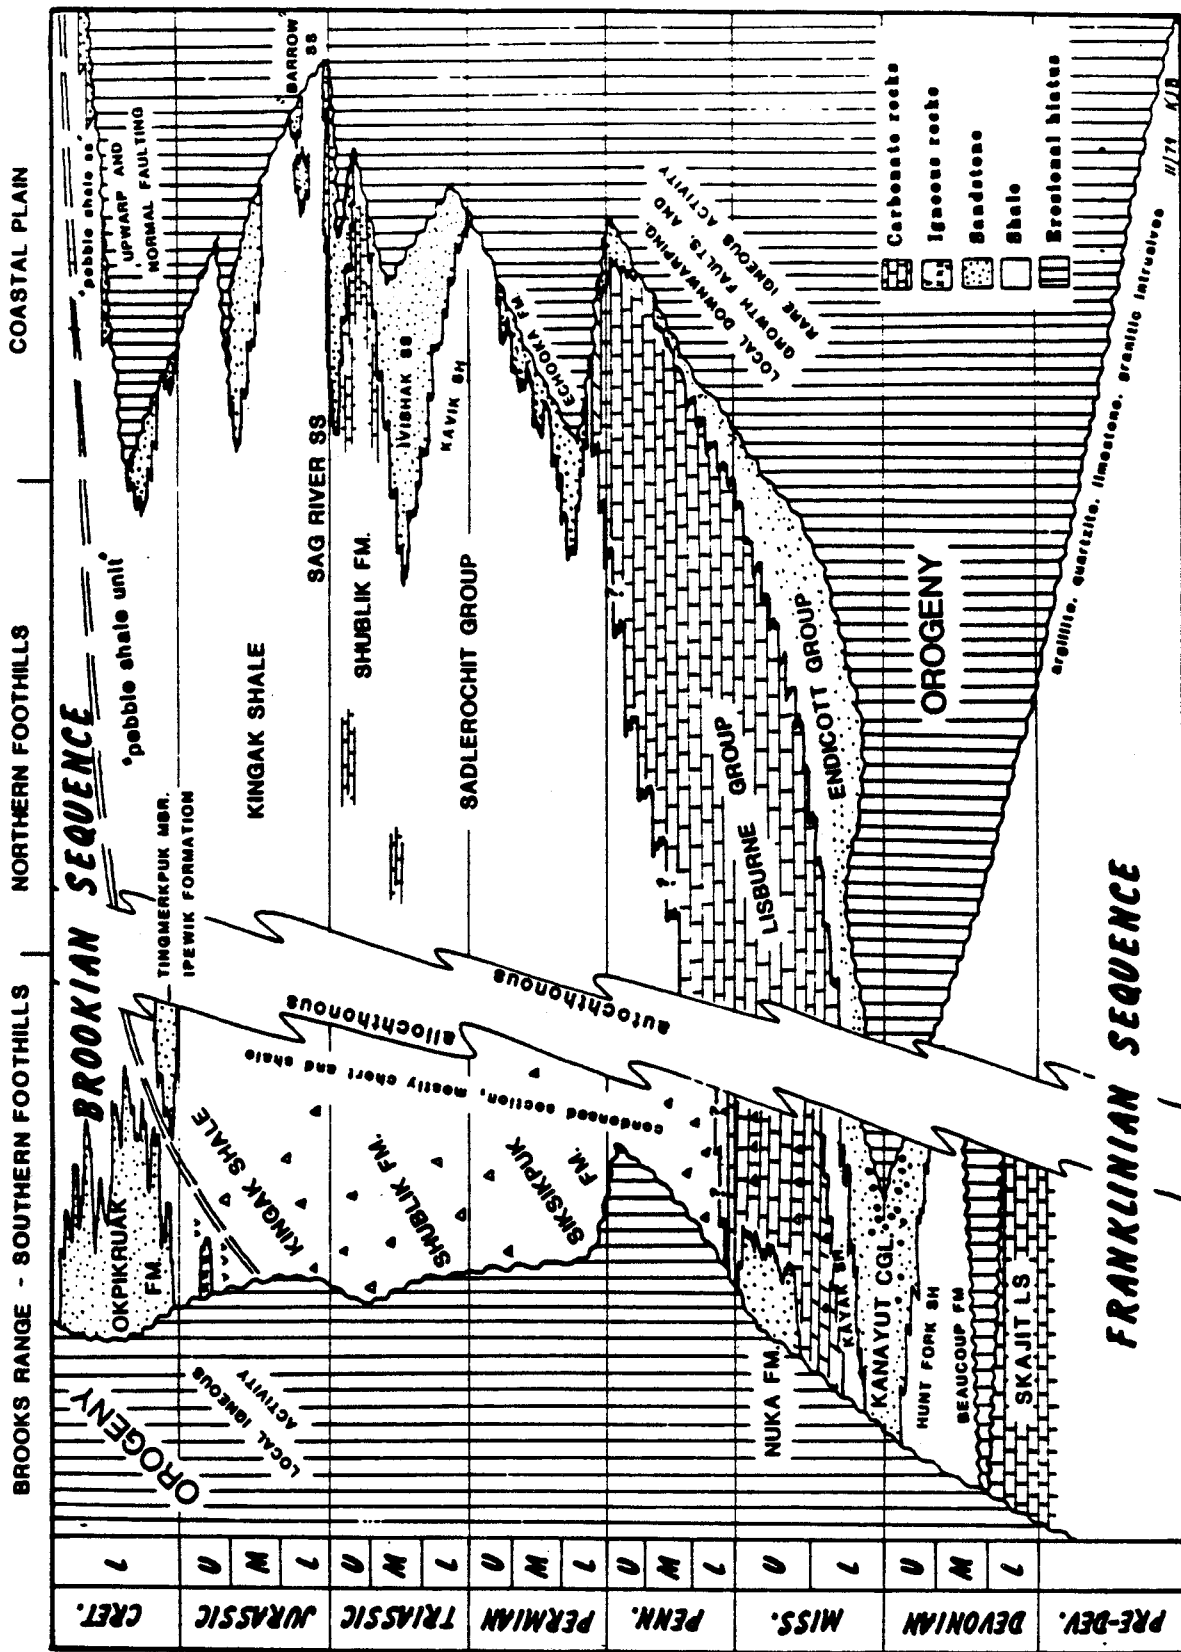 BROOKS RANGE - SOUTHERN FOOTHILLS
NORTHERN FOOTHILLS
COASTAL PLAIN
CRET.
L
JURASSIC
U
M
L
TRIASSIC
U
M
L
PERMIAN
U
L
PENN.
U
M
L
MISS.
U
L
DEVONIAN
U
M
L
PRE-DEV.
OROGENY
LOCAL IGNEOUS
ACTIVITY
OKPIKRUAK
FM.
BROOKIAN SEQUENCE
TINGMERKPUK MBR.
IPEWIK FORMATION
"pebble shale unit"
"pebble shale ss"
UPWARP AND
NORMAL FAULTING
KINGAK SHALE
KINGAK SHALE
BARROW
SS
SAG RIVER SS
SHUBLIK FM.
SHUBLIK FM.
IVISHAK SS
KAVIK SH
SADLEROCHIT GROUP
SIKSIKPUK
FM.
condensed section, mostly chert and shale
allochthonous
autochthonous
ECHOOKA FM.
LOCAL DOWNWARPING,
GROWTH FAULTS, AND
RARE IGNEOUS ACTIVITY
?
?
?
?
LISBURNE GROUP
ENDICOTT GROUP
NUKA FM.
KAYAK SH.
KANAYUT CGL.
HUNT FORK SH
BEAUCOUP FM
SKAJIT LS
OROGENY
FRANKLINIAN SEQUENCE
argillite, quartzite, limestone, granitic intrusives
Carbonate rocks
Igneous rocks
Sandstone
Shale
Erosional hiatus
11/79 KJB